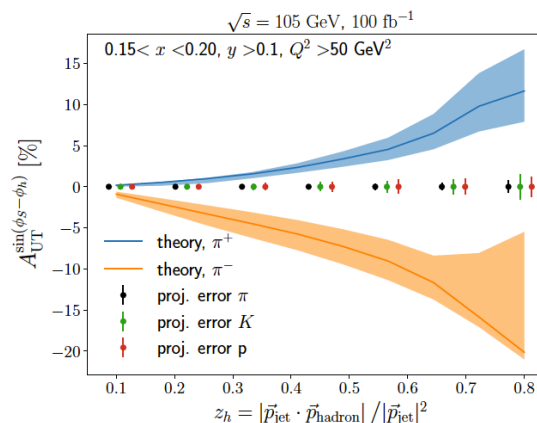 √s = 105 GeV, 100 fb⁻¹
0.15< x <0.20, y >0.1, Q² >50 GeV²
15
10
5
0
−5
−10
−15
−20
A_UT^sin(φ_S−φ_h) [%]
theory, π⁺
theory, π⁻
proj. error π
proj. error K
proj. error p
0.1 0.2 0.3 0.4 0.5 0.6 0.7 0.8
z_h = |p⃗_jet · p⃗_hadron| /|p⃗_jet|²